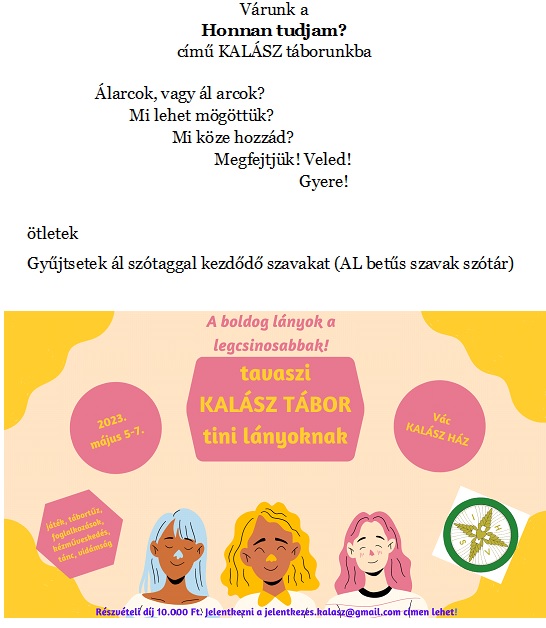 Várunk a
Honnan tudjam?
című KALÁSZ táborunkba
Álarcok, vagy ál arcok?
Mi lehet mögöttük?
Mi köze hozzád?
Megfejtjük! Veled!
Gyere!
ötletek
Gyűjtsetek ál szótaggal kezdődő szavakat (AL betűs szavak szótár)
A boldog lányok a
legcsinosabbak!
tavaszi
KALÁSZ TÁBOR
tini lányoknak
2023.
május 5-7.
Vác
KALÁSZ HÁZ
játék, tábortűz,
foglalkozások,
kézműveskedés,
tánc, vidámság
Részvételi díj 10.000 Ft. Jelentkezni a jelentkezes.kalasz@gmail.com címen lehet!